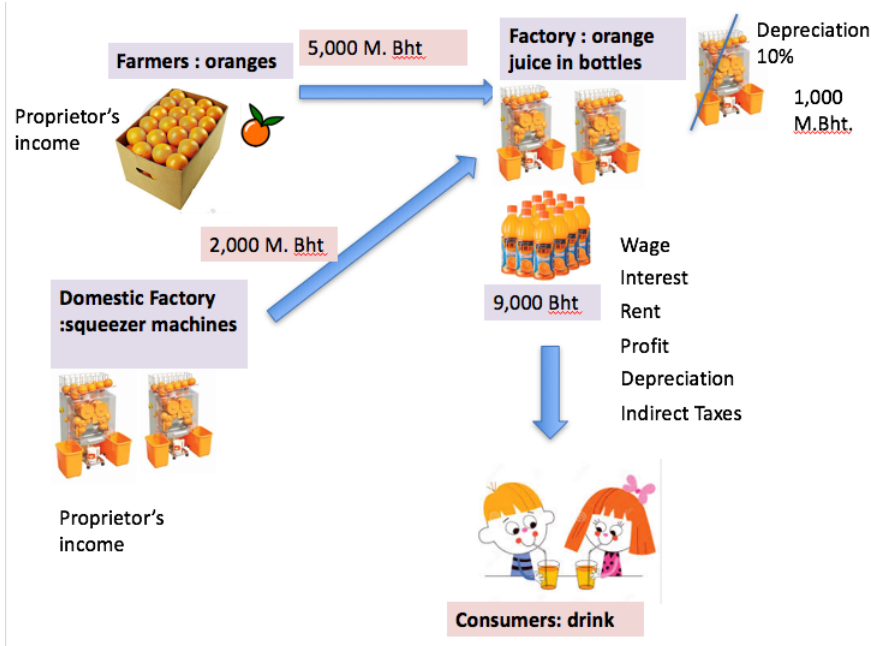 Farmers : oranges
5,000 M. Bht
Factory : orange
juice in bottles
Depreciation
10%
1,000
M.Bht.
Proprietor's
income
2,000 M. Bht
Domestic Factory
:squeezer machines
9,000 Bht
Wage
Interest
Rent
Profit
Depreciation
Indirect Taxes
Proprietor's
income
Consumers: drink